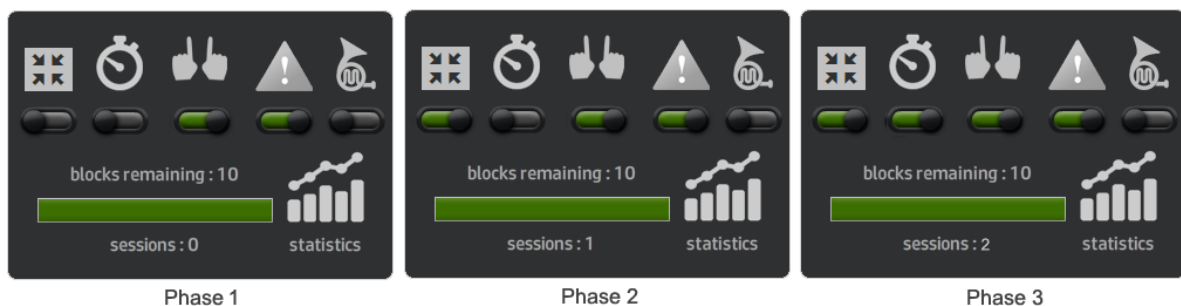 blocks remaining : 10
sessions : 0
statistics
Phase 1
blocks remaining : 10
sessions : 1
statistics
Phase 2
blocks remaining : 10
sessions : 2
statistics
Phase 3